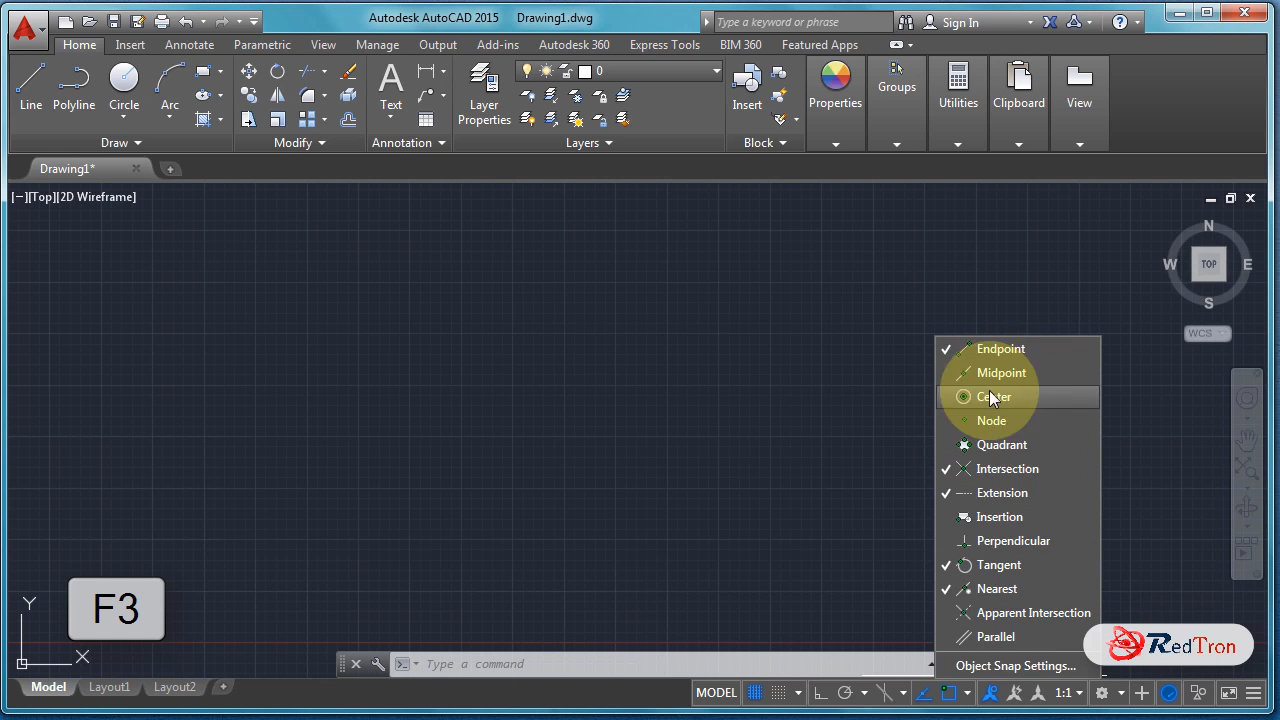 Autodesk AutoCAD 2015 Drawing1.dwg
Type a keyword or phrase
Sign In
Home Insert Annotate Parametric View Manage Output Add-ins Autodesk 360 Express Tools BIM 360 Featured Apps
Line Polyline Circle Arc
Text
Layer Properties
0
Insert
Properties
Groups
Utilities
Clipboard
View
Draw Modify Annotation Layers Block
Drawing1*
[−][Top][2D Wireframe]
N
W TOP E
S
WCS
Endpoint
Midpoint
Center
Node
Quadrant
Intersection
Extension
Insertion
Perpendicular
Tangent
Nearest
Apparent Intersection
Parallel
Object Snap Settings...
F3
Y
X
RedTron
Type a command
Model Layout1 Layout2
MODEL
1:1